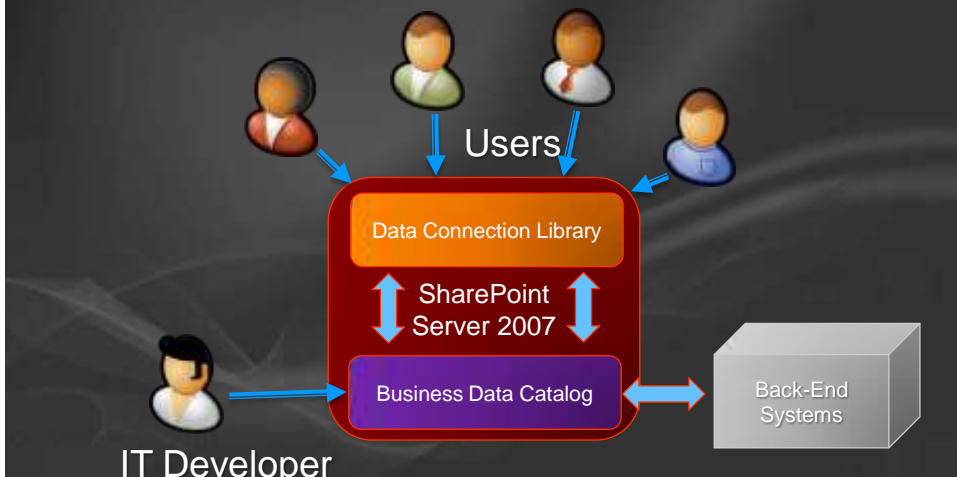 Users
Data Connection Library
SharePoint
Server 2007
Business Data Catalog
Back-End
Systems
IT Developer